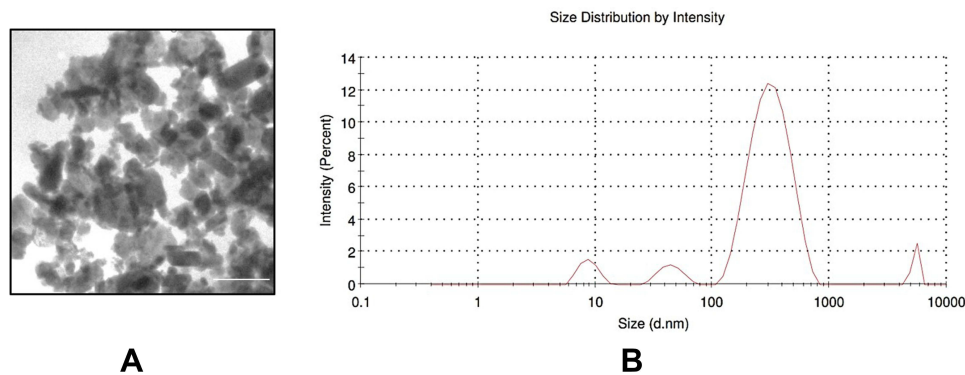 Size Distribution by Intensity
14
12
10
8
6
4
2
0
Intensity (Percent)
0.1 1 10 100 1000 10000
Size (d.nm)
A B